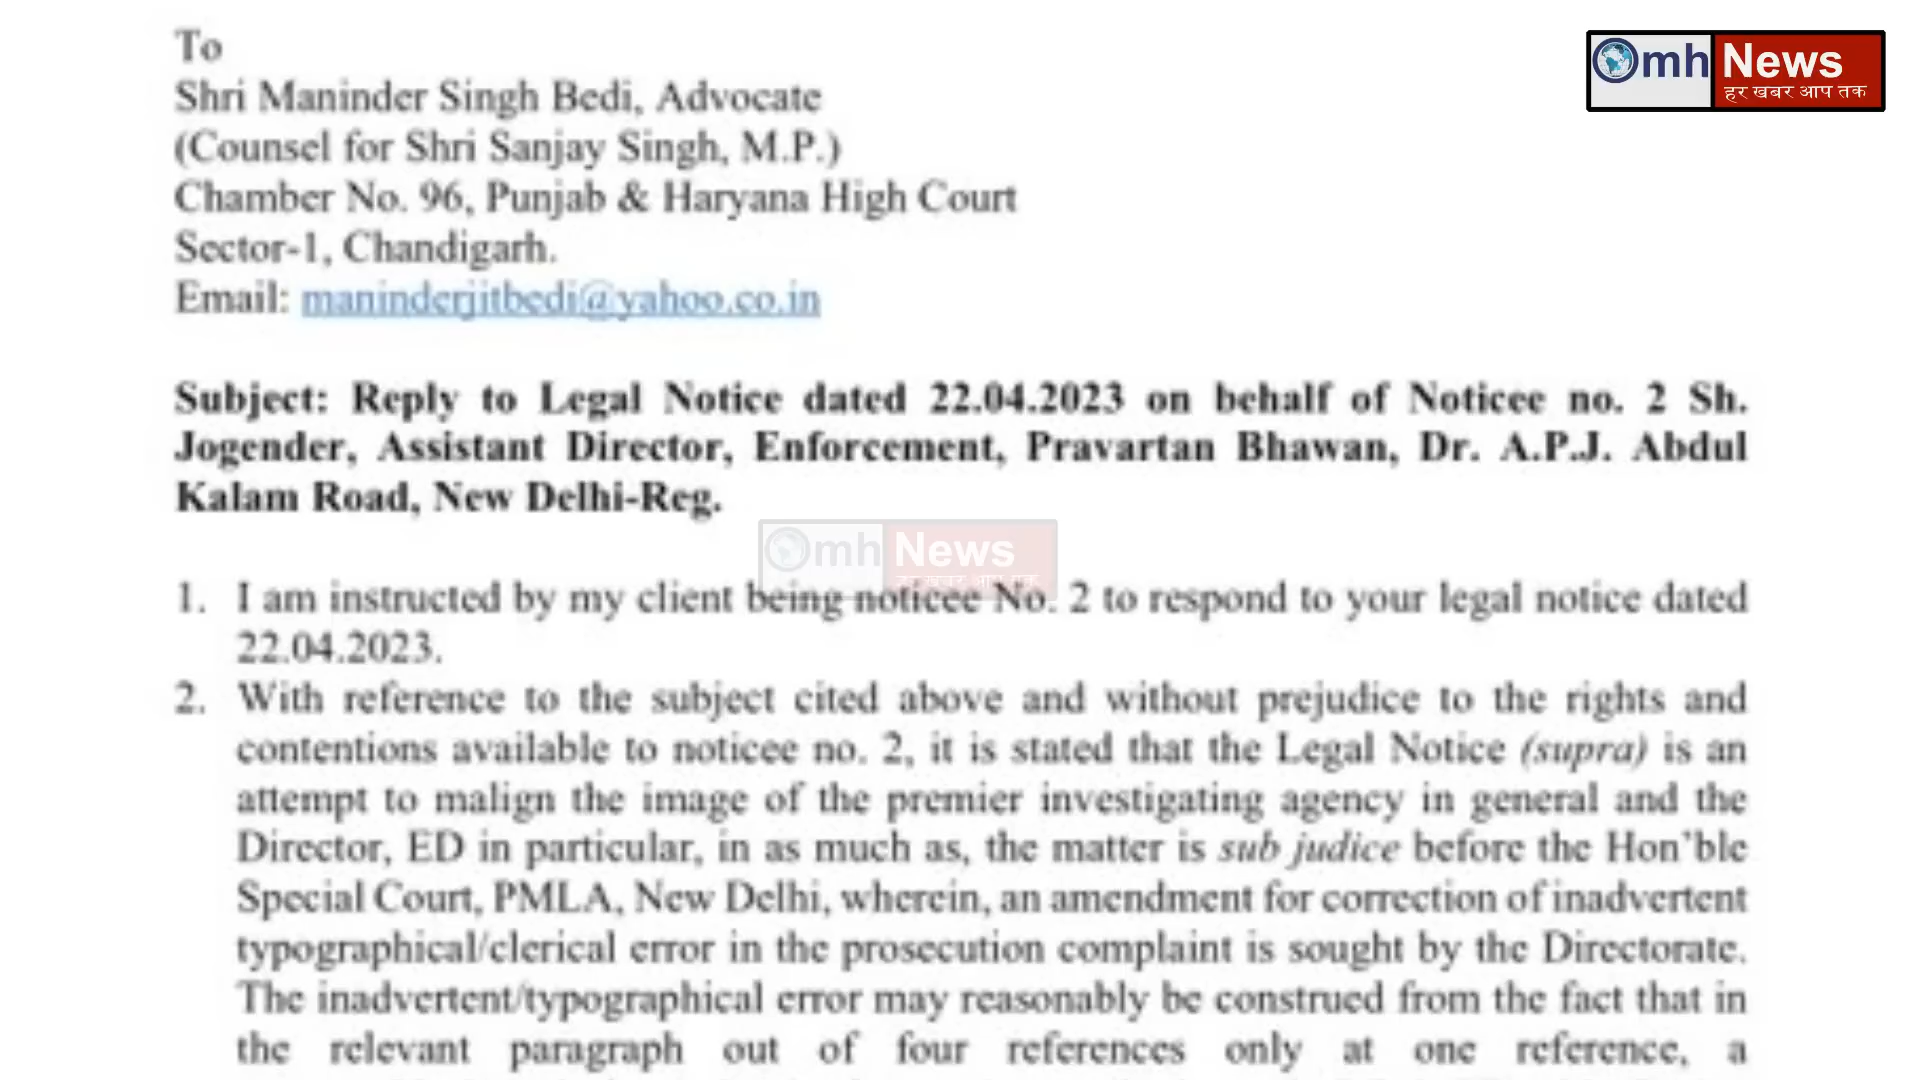 To
Shri Maninder Singh Bedi, Advocate
(Counsel for Shri Sanjay Singh, M.P.)
Chamber No. 96, Punjab & Haryana High Court
Sector-1, Chandigarh.
Email: maninderjitbedi@yahoo.co.in
Omh News
हर खबर आप तक
Subject: Reply to Legal Notice dated 22.04.2023 on behalf of Noticee no. 2 Sh.
Jogender, Assistant Director, Enforcement, Pravartan Bhawan, Dr. A.P.J. Abdul
Kalam Road, New Delhi-Reg.
Omh News
हर खबर आप तक
1. I am instructed by my client being noticee No. 2 to respond to your legal notice dated
22.04.2023.
2. With reference to the subject cited above and without prejudice to the rights and
contentions available to noticee no. 2, it is stated that the Legal Notice (supra) is an
attempt to malign the image of the premier investigating agency in general and the
Director, ED in particular, in as much as, the matter is sub judice before the Hon'ble
Special Court, PMLA, New Delhi, wherein, an amendment for correction of inadvertent
typographical/clerical error in the prosecution complaint is sought by the Directorate.
The inadvertent/typographical error may reasonably be construed from the fact that in
the relevant paragraph out of four references only at one reference, a